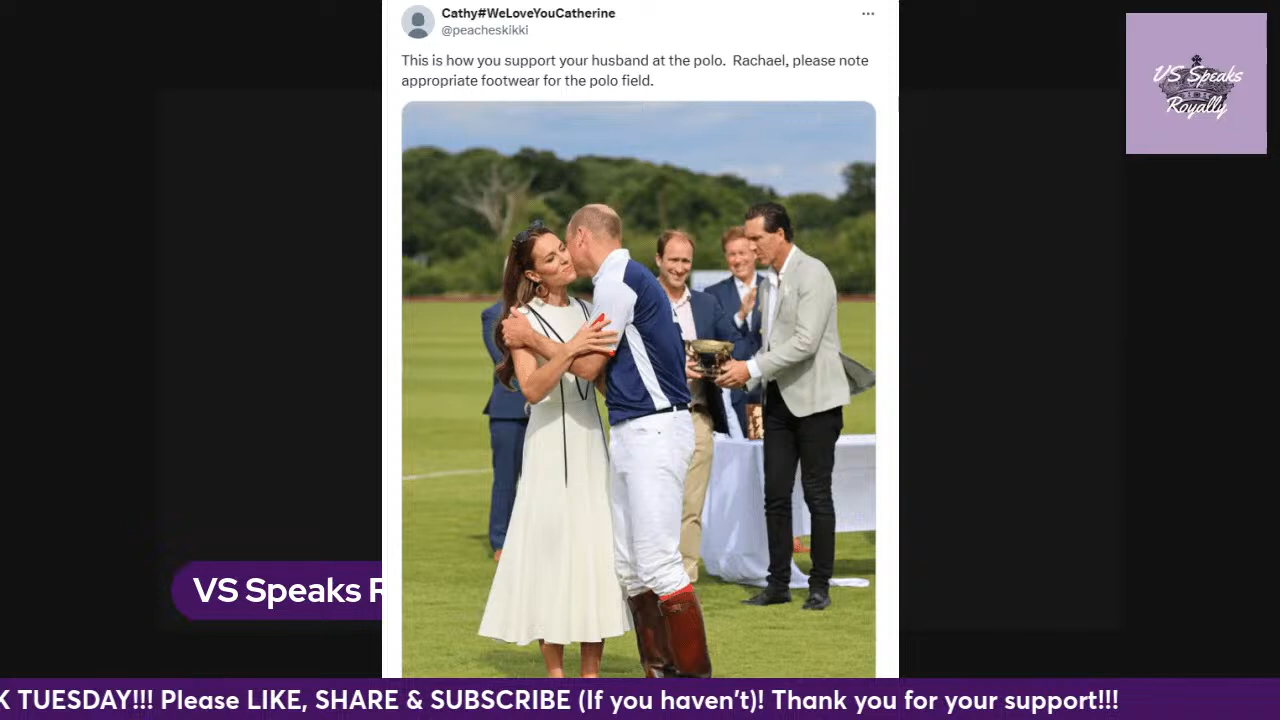 Cathy#WeLoveYouCatherine
@peacheskikki
This is how you support your husband at the polo. Rachael, please note
appropriate footwear for the polo field.
VS Speaks
Royally
VS Speaks R
K TUESDAY!!! Please LIKE, SHARE & SUBSCRIBE (If you haven't)! Thank you for your support!!!